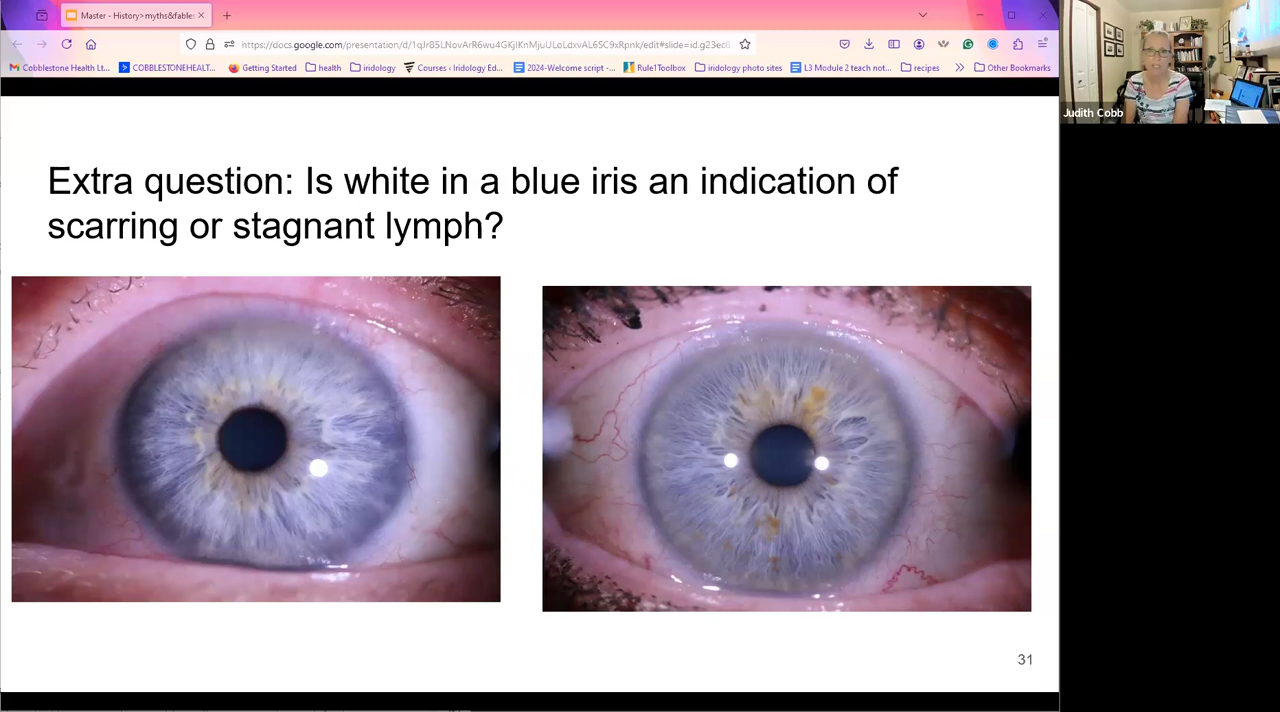 Master - History>myths&fable
https://docs.google.com/presentation/d/
Cobblestone Health Lt... COBBLESTONEHEALT... Getting Started health iridology Courses ‹ Iridology Ed... 2024-Welcome script -... Rule1Toolbox iridology photo sites L3 Module 2 teach not... recipes Other Bookmarks
Judith Cobb
Extra question: Is white in a blue iris an indication of
scarring or stagnant lymph?
31